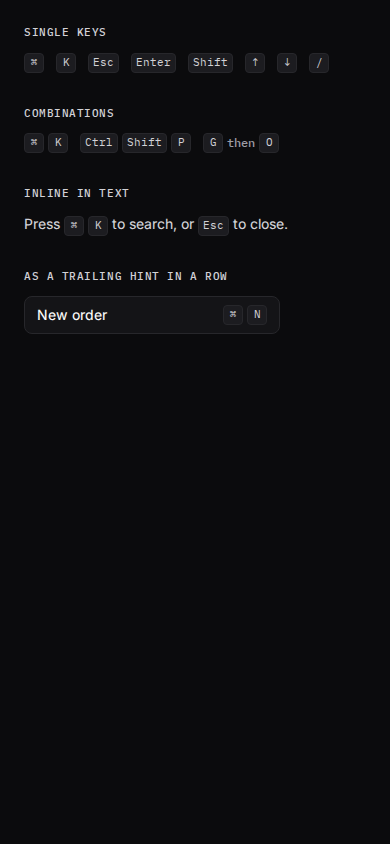 SINGLE KEYS
⌘ K Esc Enter Shift ↑ ↓ /
COMBINATIONS
⌘ K Ctrl Shift P G then O
INLINE IN TEXT
Press ⌘ K to search, or Esc to close.
AS A TRAILING HINT IN A ROW
New order ⌘ N